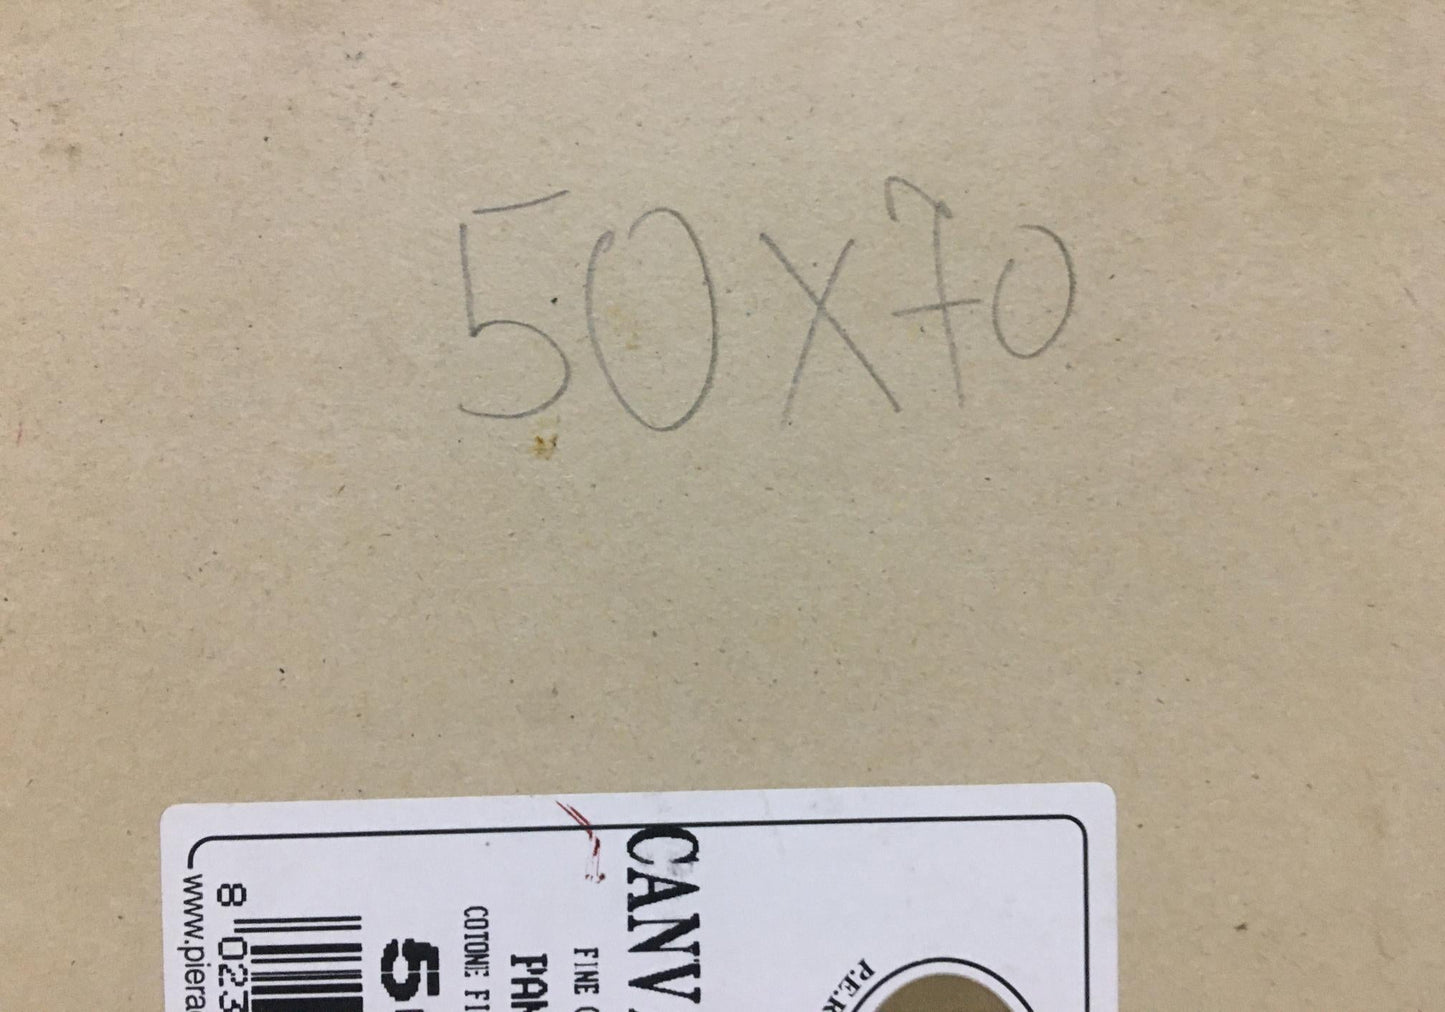 50x70
CANV
FINE
PAN
COTONE FI
5
8 023
www.piera
P.E.R